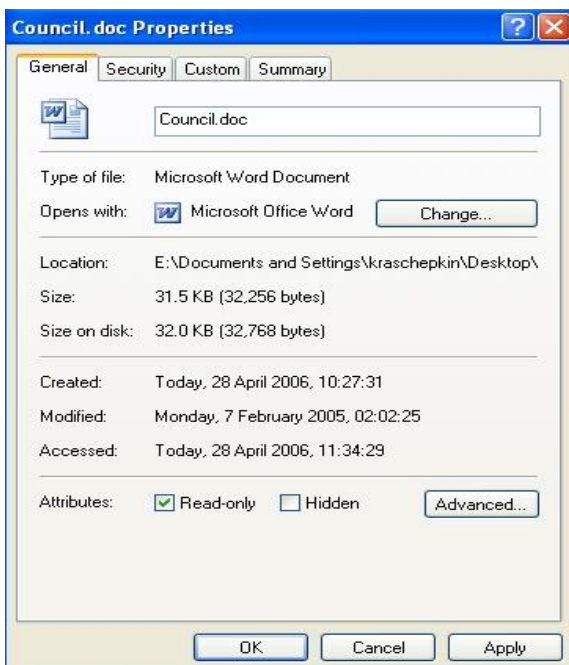 Council.doc Properties
General Security Custom Summary
Council.doc
Type of file: Microsoft Word Document
Opens with: Microsoft Office Word Change...
Location: E:\Documents and Settings\kraschepkin\Desktop\
Size: 31.5 KB (32,256 bytes)
Size on disk: 32.0 KB (32,768 bytes)
Created: Today, 28 April 2006, 10:27:31
Modified: Monday, 7 February 2005, 02:02:25
Accessed: Today, 28 April 2006, 11:34:29
Attributes: Read-only Hidden Advanced...
OK Cancel Apply